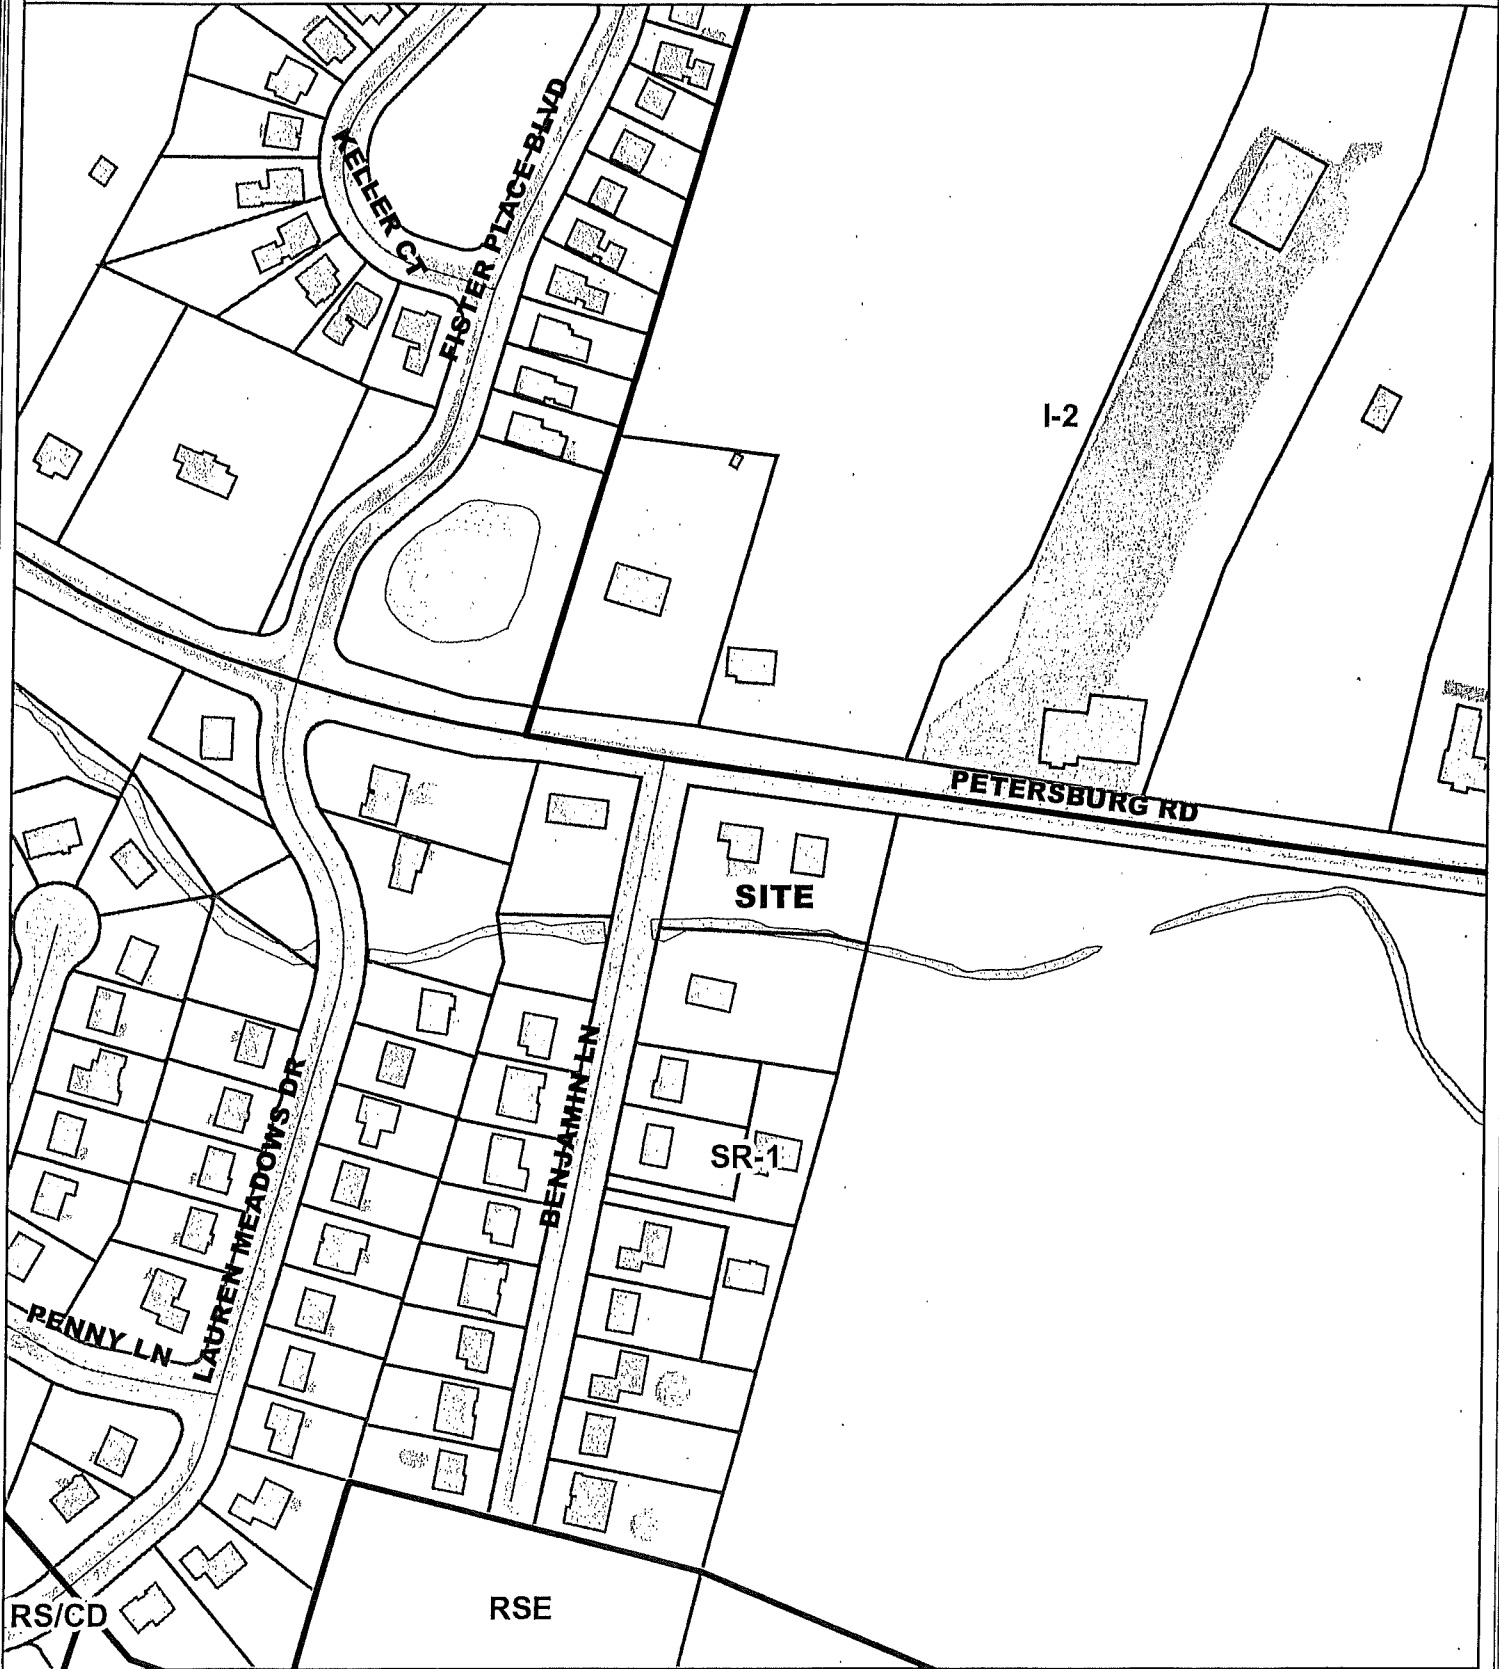 KELLER CT
FISTER PLACE BLVD
I-2
PETERSBURG RD
SITE
BENJAMIN LN
SR-1
LAUREN MEADOWS DR
PENNY LN
RS/CD
RSE